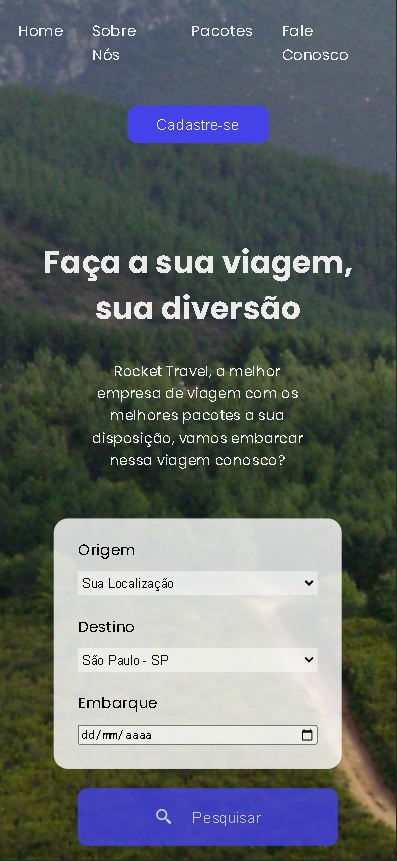 Home Sobre Pacotes Fale
Nós Conosco
Cadastre-se
Faça a sua viagem,
sua diversão
Rocket Travel, a melhor
empresa de viagem com os
melhores pacotes a sua
disposição, vamos embarcar
nessa viagem conosco?
Origem
Sua Localização
Destino
São Paulo - SP
Embarque
dd/mm/aaaa
Pesquisar